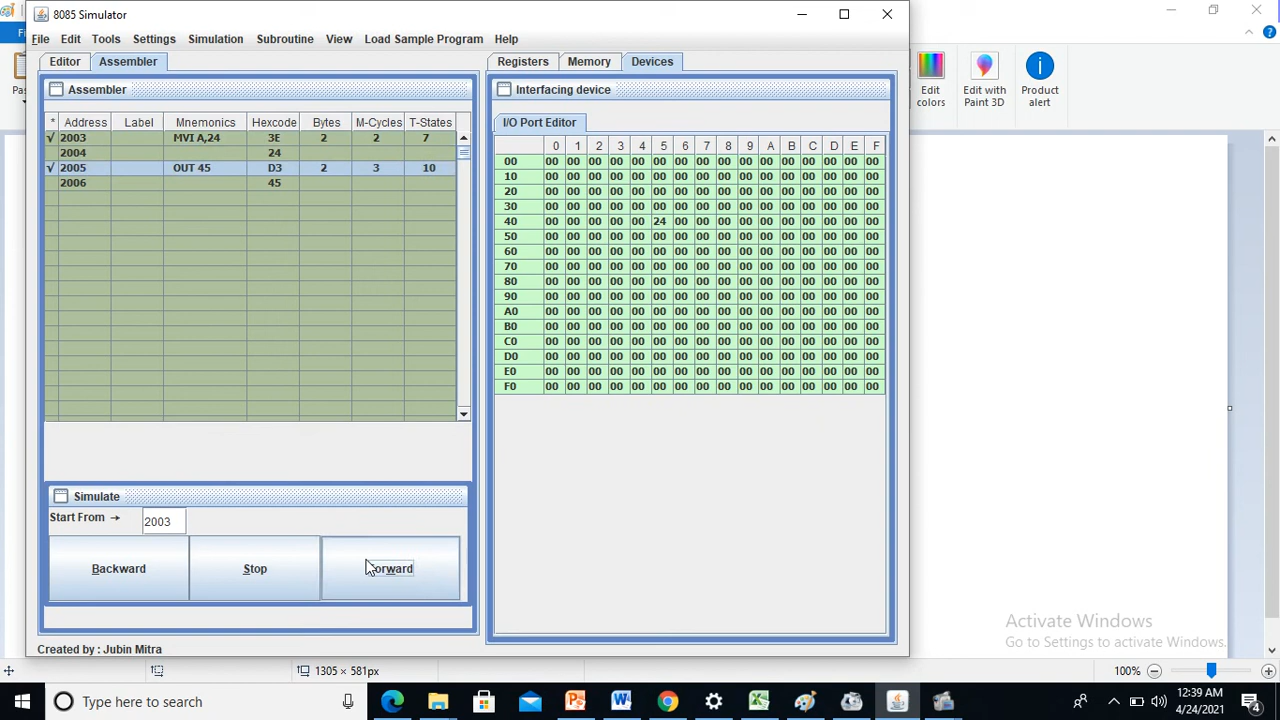 8085 Simulator
File Edit Tools Settings Simulation Subroutine View Load Sample Program Help
Editor Assembler
Registers Memory Devices
Assembler
Interfacing device
I/O Port Editor
* Address Label Mnemonics Hexcode Bytes M-Cycles T-States
√ 2003 MVI A,24 3E 2 2 7
2004 24
√ 2005 OUT 45 D3 2 3 10
2006 45
0 1 2 3 4 5 6 7 8 9 A B C D E F
00 00 00 00 00 00 00 00 00 00 00 00 00 00 00 00 00
10 00 00 00 00 00 00 00 00 00 00 00 00 00 00 00 00
20 00 00 00 00 00 00 00 00 00 00 00 00 00 00 00 00
30 00 00 00 00 00 00 00 00 00 00 00 00 00 00 00 00
40 00 00 00 00 00 24 00 00 00 00 00 00 00 00 00 00
50 00 00 00 00 00 00 00 00 00 00 00 00 00 00 00 00
60 00 00 00 00 00 00 00 00 00 00 00 00 00 00 00 00
70 00 00 00 00 00 00 00 00 00 00 00 00 00 00 00 00
80 00 00 00 00 00 00 00 00 00 00 00 00 00 00 00 00
90 00 00 00 00 00 00 00 00 00 00 00 00 00 00 00 00
A0 00 00 00 00 00 00 00 00 00 00 00 00 00 00 00 00
B0 00 00 00 00 00 00 00 00 00 00 00 00 00 00 00 00
C0 00 00 00 00 00 00 00 00 00 00 00 00 00 00 00 00
D0 00 00 00 00 00 00 00 00 00 00 00 00 00 00 00 00
E0 00 00 00 00 00 00 00 00 00 00 00 00 00 00 00 00
F0 00 00 00 00 00 00 00 00 00 00 00 00 00 00 00 00
Simulate
Start From → 2003
Backward Stop Forward
Created by : Jubin Mitra
Edit colors
Edit with Paint 3D
Product alert
Activate Windows
Go to Settings to activate Windows.
1305 × 581px
100%
Type here to search
12:39 AM
4/24/2021
4